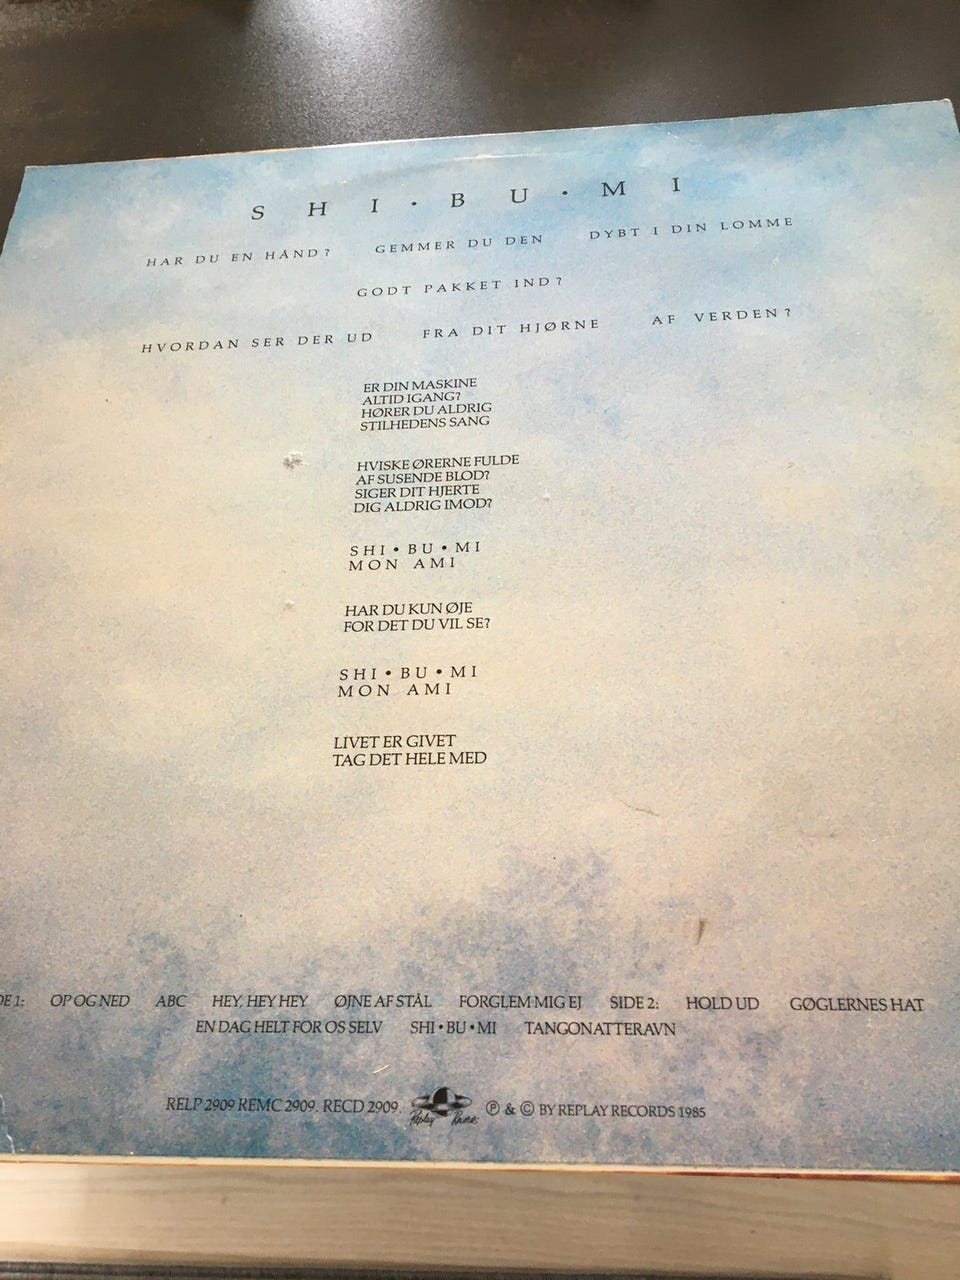 SHI•BU•MI
HAR DU EN HÅND? GEMMER DU DEN DYBT I DIN LOMME
GODT PAKKET IND?
HVORDAN SER DER UD FRA DIT HJØRNE AF VERDEN?
ER DIN MASKINE
ALTID IGANG?
HØRER DU ALDRIG
STILHEDENS SANG
HVISKE ØRERNE FULDE
AF SUSENDE BLOD?
SIGER DIT HJERTE
DIG ALDRIG IMOD?
SHI•BU•MI
MON AMI
HAR DU KUN ØJE
FOR DET DU VIL SE?
SHI•BU•MI
MON AMI
LIVET ER GIVET
TAG DET HELE MED
DE 1: OP OG NED ABC HEY, HEY HEY ØJNE AF STÅL FORGLEM MIG EJ SIDE 2: HOLD UD GØGLERNES HAT
EN DAG HELT FOR OS SELV SHI•BU•MI TANGONATTERAVN
RELP 2909 REMC 2909. RECD 2909. Replay Record ℗ & © BY REPLAY RECORDS 1985